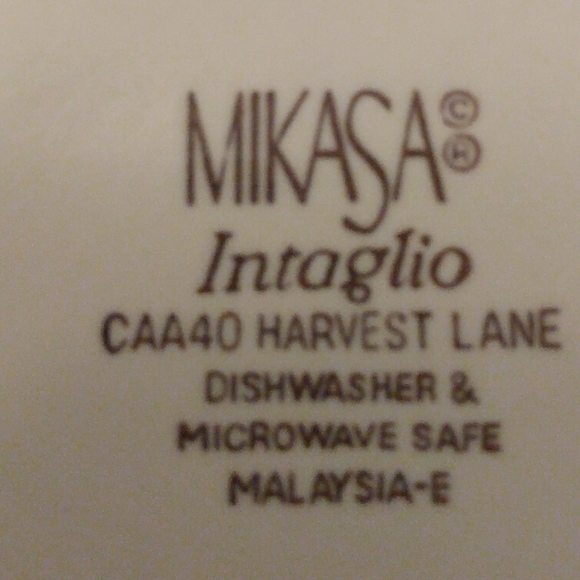 MIKASA©®
Intaglio
CAA40 HARVEST LANE
DISHWASHER &
MICROWAVE SAFE
MALAYSIA-E